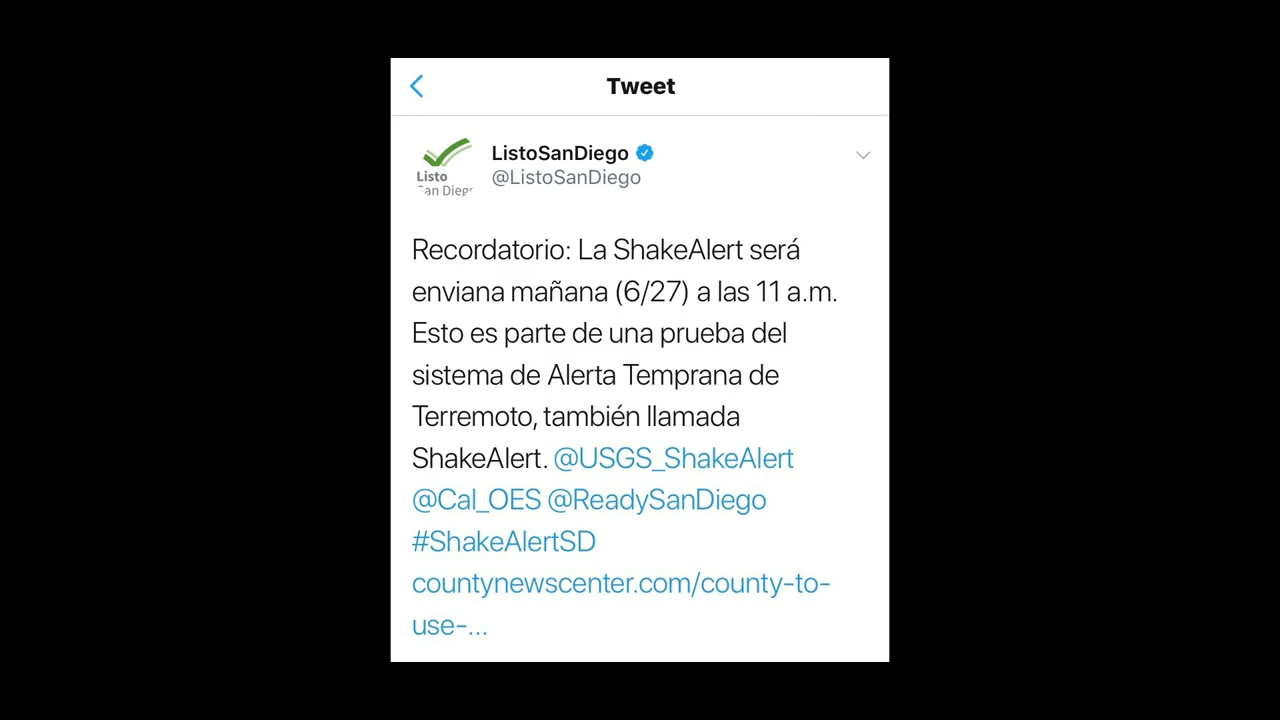 Tweet
ListoSanDiego
@ListoSanDiego
Listo
San Diego
Recordatorio: La ShakeAlert será
enviana mañana (6/27) a las 11 a.m.
Esto es parte de una prueba del
sistema de Alerta Temprana de
Terremoto, también llamada
ShakeAlert. @USGS_ShakeAlert
@Cal_OES @ReadySanDiego
#ShakeAlertSD
countynewscenter.com/county-to-
use-...